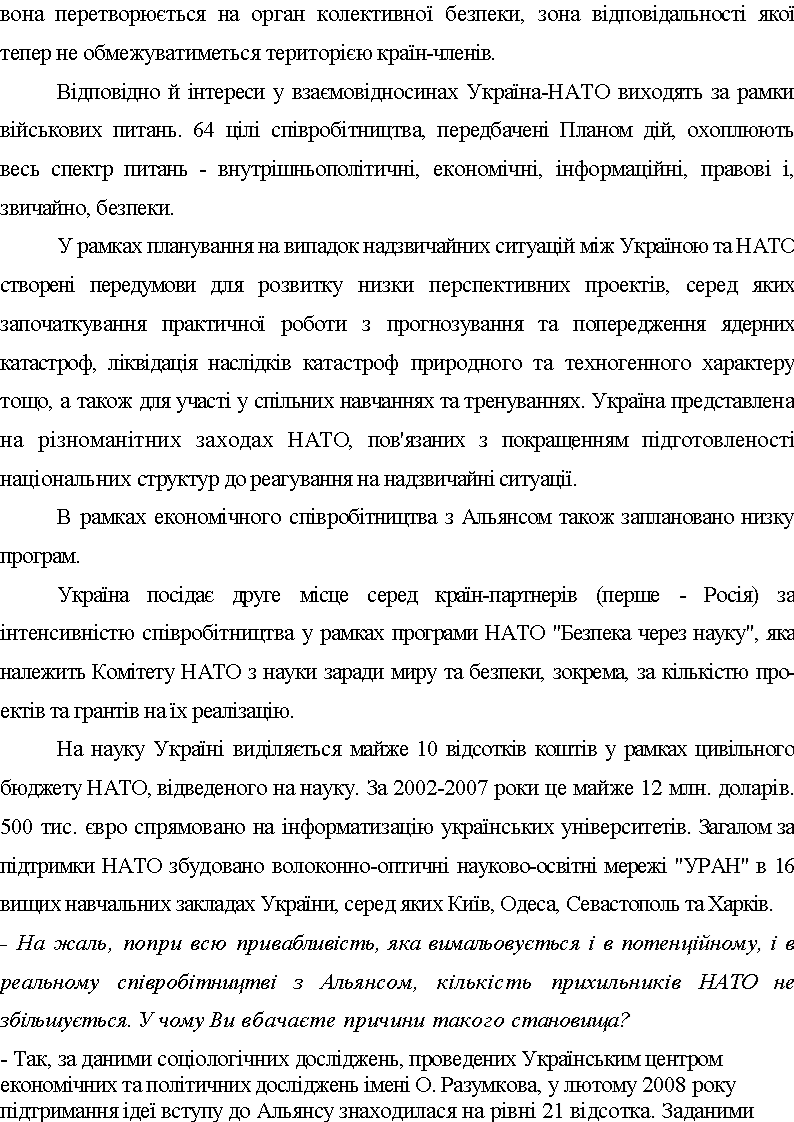 вона перетворюється на орган колективної безпеки, зона відповідальності якої
тепер не обмежуватиметься територією країн-членів.
Відповідно й інтереси у взаємовідносинах Україна-НАТО виходять за рамки
військових питань. 64 цілі співробітництва, передбачені Планом дій, охоплюють
весь спектр питань - внутрішньополітичні, економічні, інформаційні, правові і,
звичайно, безпеки.
У рамках планування на випадок надзвичайних ситуацій між Україною та НАТО
створені передумови для розвитку низки перспективних проектів, серед яких
започаткування практичної роботи з прогнозування та попередження ядерних
катастроф, ліквідація наслідків катастроф природного та техногенного характеру
тощо, а також для участі у спільних навчаннях та тренуваннях. Україна представлена
на різноманітних заходах НАТО, пов'язаних з покращенням підготовленості
національних структур до реагування на надзвичайні ситуації.
В рамках економічного співробітництва з Альянсом також заплановано низку
програм.
Україна посідає друге місце серед країн-партнерів (перше - Росія) за
інтенсивністю співробітництва у рамках програми НАТО "Безпека через науку", яка
належить Комітету НАТО з науки заради миру та безпеки, зокрема, за кількістю про-
ектів та грантів на їх реалізацію.
На науку Україні виділяється майже 10 відсотків коштів у рамках цивільного
бюджету НАТО, відведеного на науку. За 2002-2007 роки це майже 12 млн. доларів.
500 тис. євро спрямовано на інформатизацію українських університетів. Загалом за
підтримки НАТО збудовано волоконно-оптичні науково-освітні мережі "УРАН" в 16
вищих навчальних закладах України, серед яких Київ, Одеса, Севастополь та Харків.
- На жаль, попри всю привабливість, яка вимальовується і в потенційному, і в
реальному співробітництві з Альянсом, кількість прихильників НАТО не
збільшується. У чому Ви вбачаєте причини такого становища?
- Так, за даними соціологічних досліджень, проведених Українським центром
економічних та політичних досліджень імені О. Разумкова, у лютому 2008 року
підтримання ідеї вступу до Альянсу знаходилася на рівні 21 відсотка. Заданими